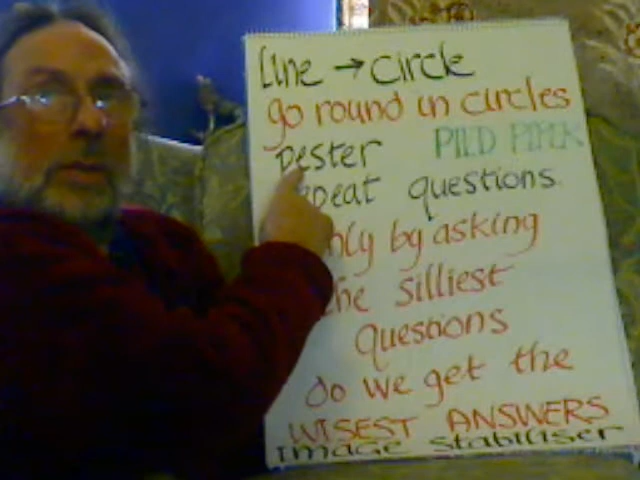 Line → circle
go round in circles
pester PIED PIPER
repeat questions.
only by asking
the silliest
questions
do we get the
WISEST ANSWERS
IMAGE stabiliser